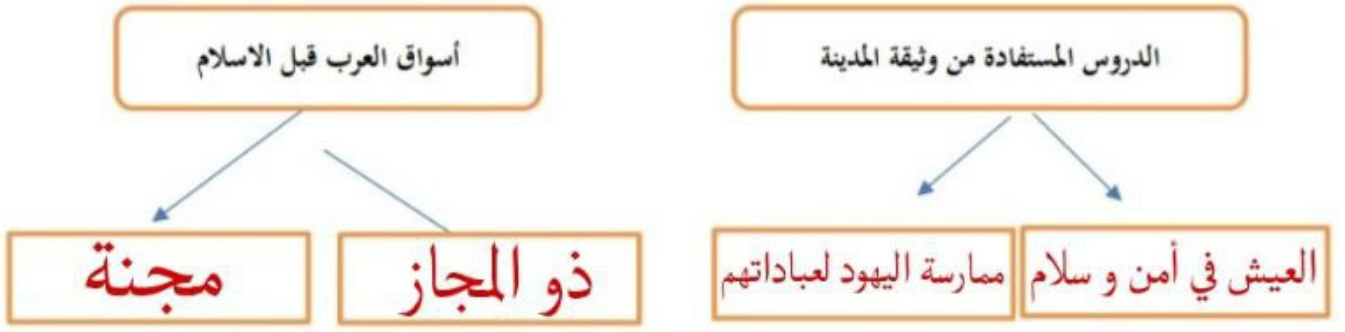 الدروس المستفادة من وثيقة المدينة
أسواق العرب قبل الاسلام
العيش في أمن و سلام
ممارسة اليهود لعباداتهم
ذو المجاز
مجنة